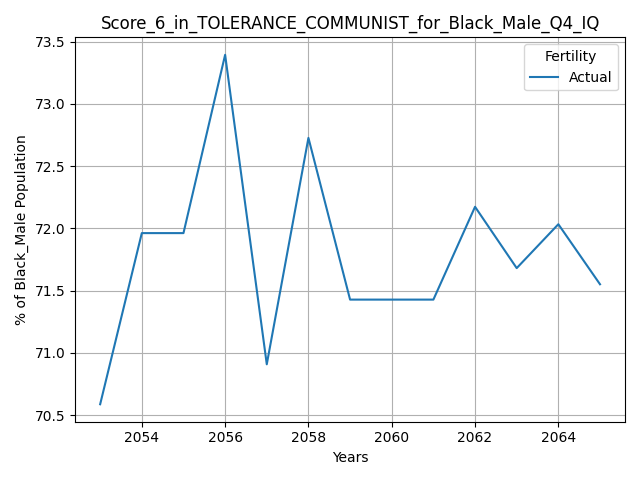 Score_6_in_TOLERANCE_COMMUNIST_for_Black_Male_Q4_IQ
Fertility
Actual
% of Black_Male Population
73.5
73.0
72.5
72.0
71.5
71.0
70.5
2054 2056 2058 2060 2062 2064
Years